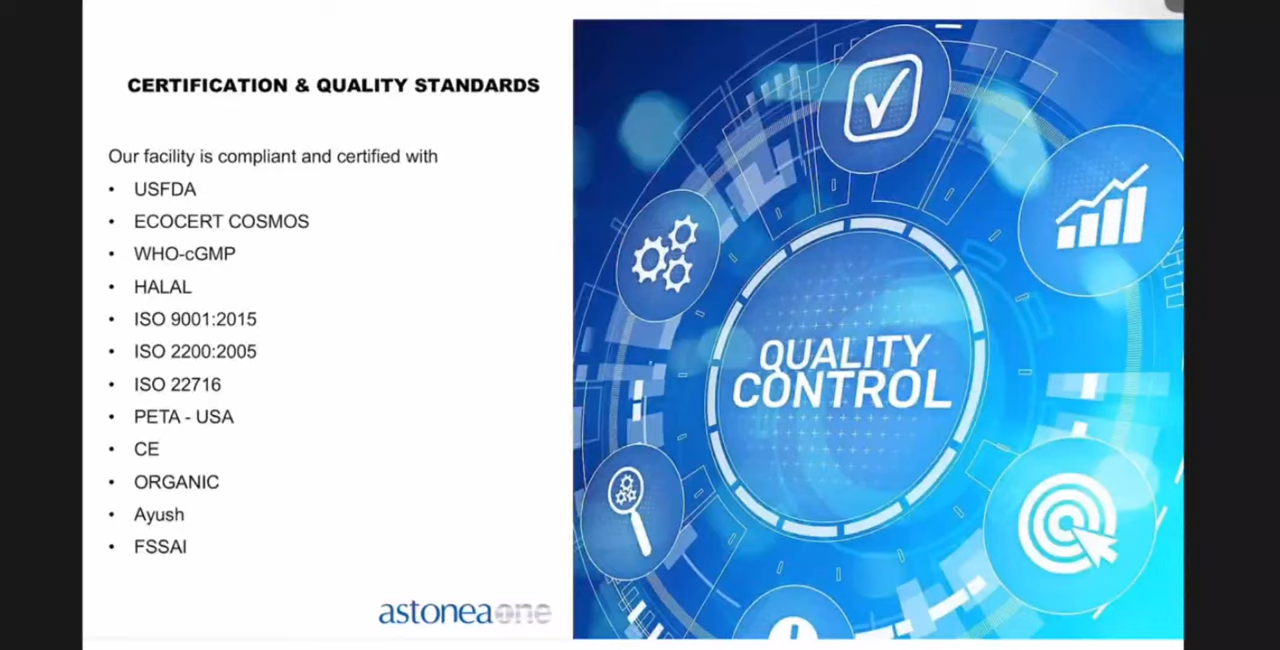 CERTIFICATION & QUALITY STANDARDS
Our facility is compliant and certified with
• USFDA
• ECOCERT COSMOS
• WHO-cGMP
• HALAL
• ISO 9001:2015
• ISO 2200:2005
• ISO 22716
• PETA - USA
• CE
• ORGANIC
• Ayush
• FSSAI
astoneaone
QUALITY
CONTROL